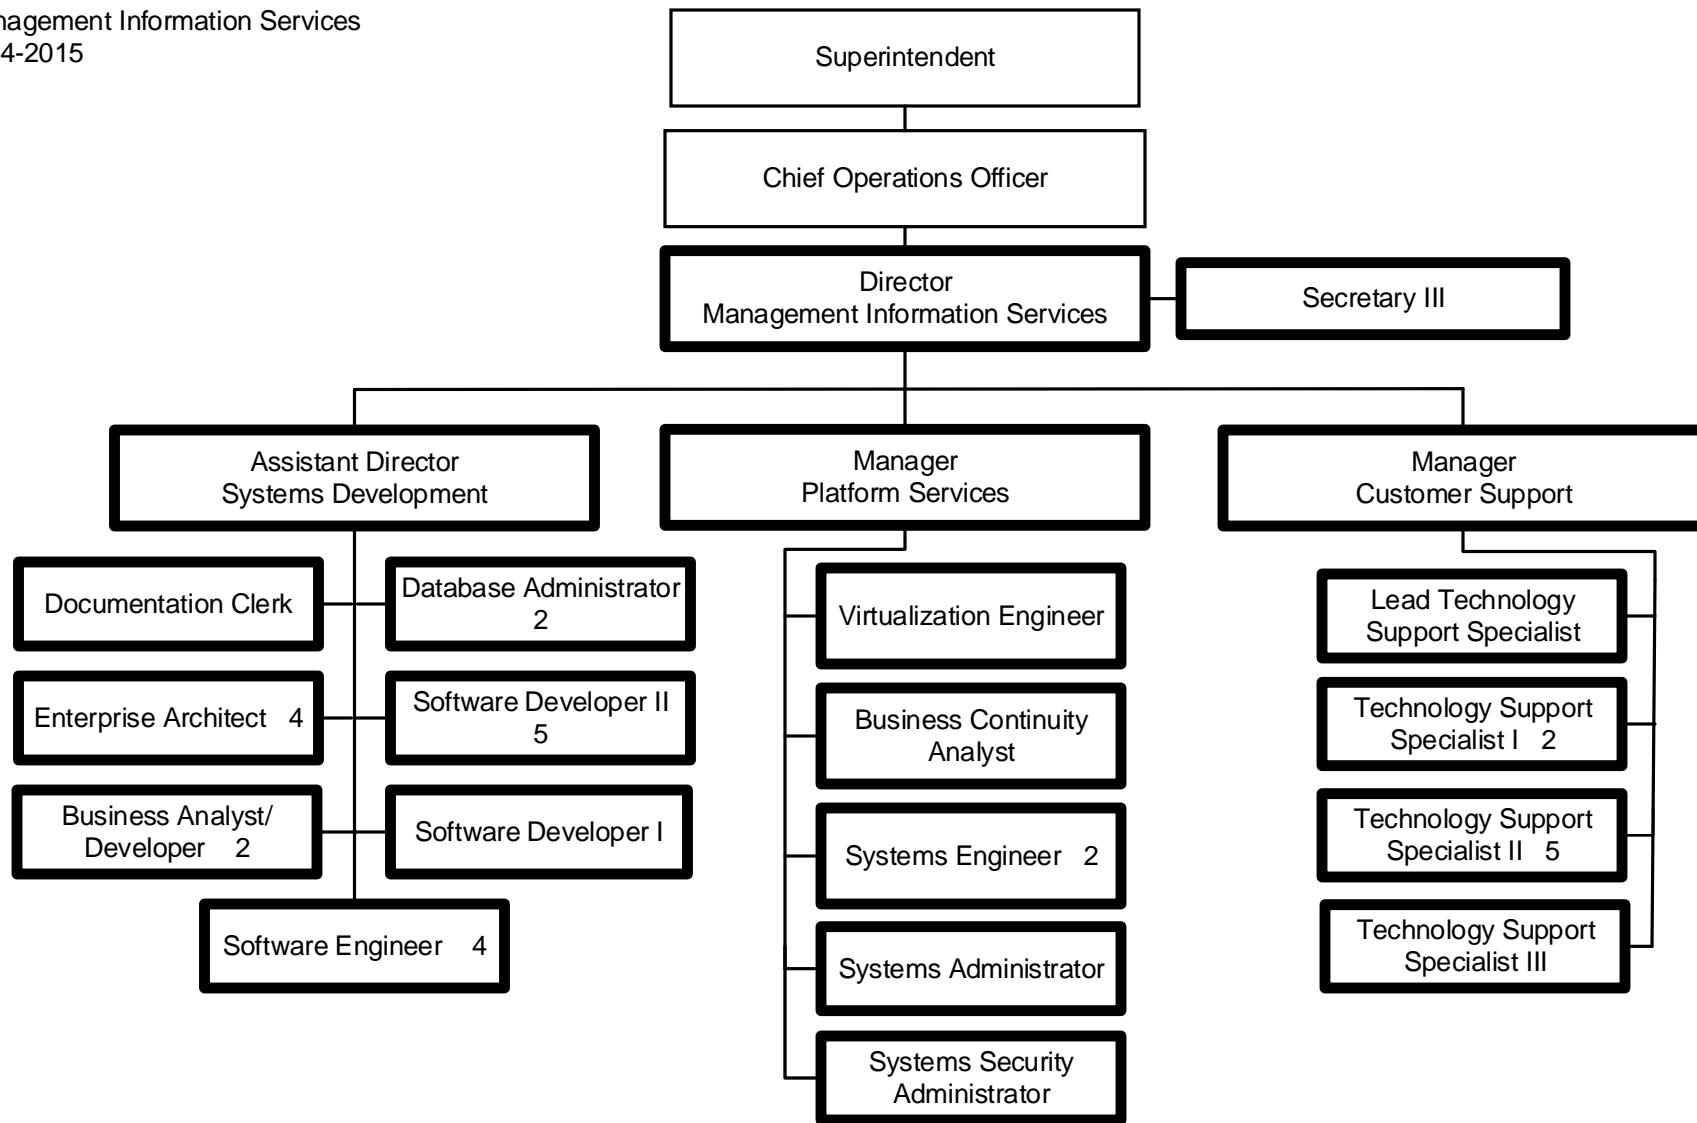 nagement Information Services
4-2015
Superintendent
Chief Operations Officer
Director
Management Information Services
Secretary III
Assistant Director
Systems Development
Manager
Platform Services
Manager
Customer Support
Documentation Clerk
Database Administrator
2
Enterprise Architect 4
Software Developer II
5
Business Analyst/
Developer 2
Software Developer I
Software Engineer 4
Virtualization Engineer
Business Continuity
Analyst
Systems Engineer 2
Systems Administrator
Systems Security
Administrator
Lead Technology
Support Specialist
Technology Support
Specialist I 2
Technology Support
Specialist II 5
Technology Support
Specialist III